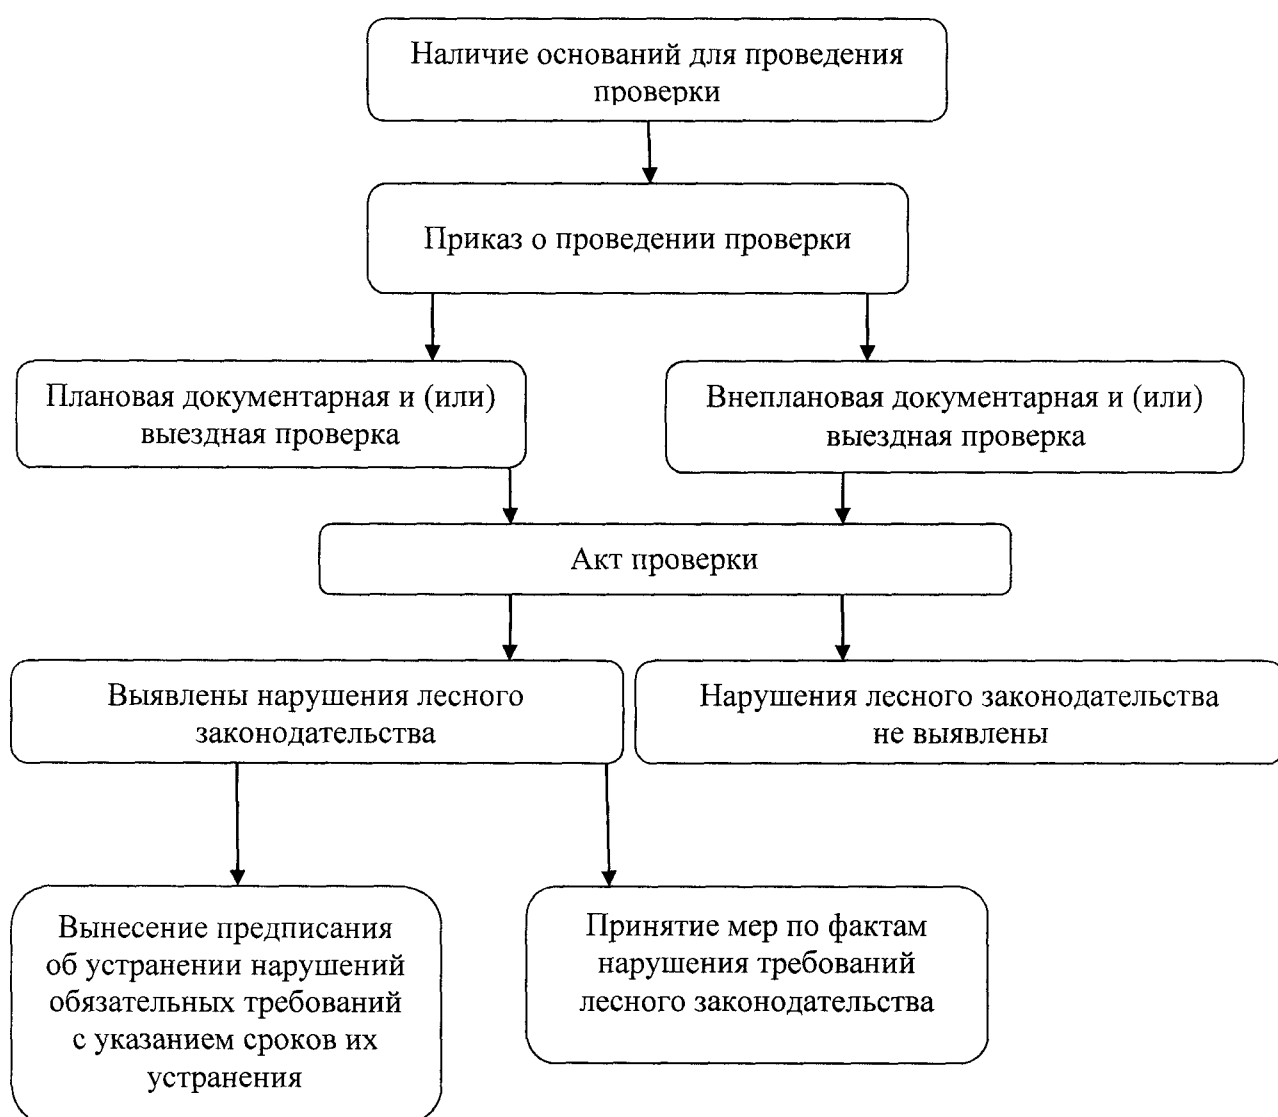 Наличие оснований для проведения
проверки
Приказ о проведении проверки
Плановая документарная и (или)
выездная проверка
Внеплановая документарная и (или)
выездная проверка
Акт проверки
Выявлены нарушения лесного
законодательства
Нарушения лесного законодательства
не выявлены
Вынесение предписания
об устранении нарушений
обязательных требований
с указанием сроков их
устранения
Принятие мер по фактам
нарушения требований
лесного законодательства